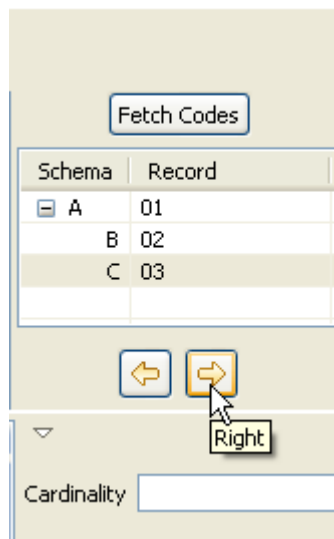 Fetch Codes
Schema Record
A 01
B 02
C 03
Right
Cardinality